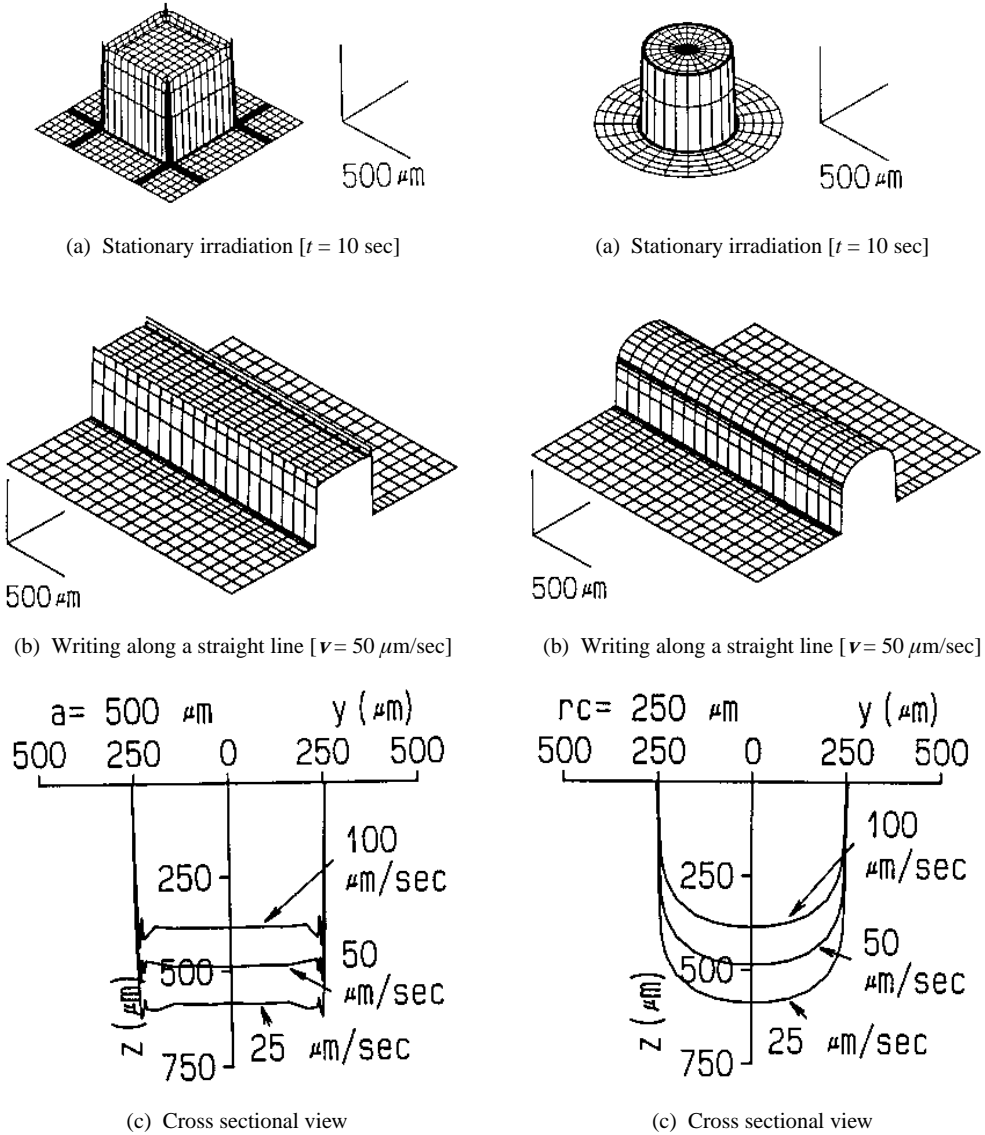 500 μm
500 μm
(a) Stationary irradiation [t = 10 sec]
(a) Stationary irradiation [t = 10 sec]
500 μm
500 μm
(b) Writing along a straight line [v = 50 μm/sec]
(b) Writing along a straight line [v = 50 μm/sec]
a= 500 μm y (μm)
500 250 0 250 500
100
μm/sec
250
50
μm/sec
500
z (μm)
25 μm/sec
750
(c) Cross sectional view
rc= 250 μm y (μm)
500 250 0 250 500
100
μm/sec
250
50
μm/sec
500
z (μm)
25 μm/sec
750
(c) Cross sectional view